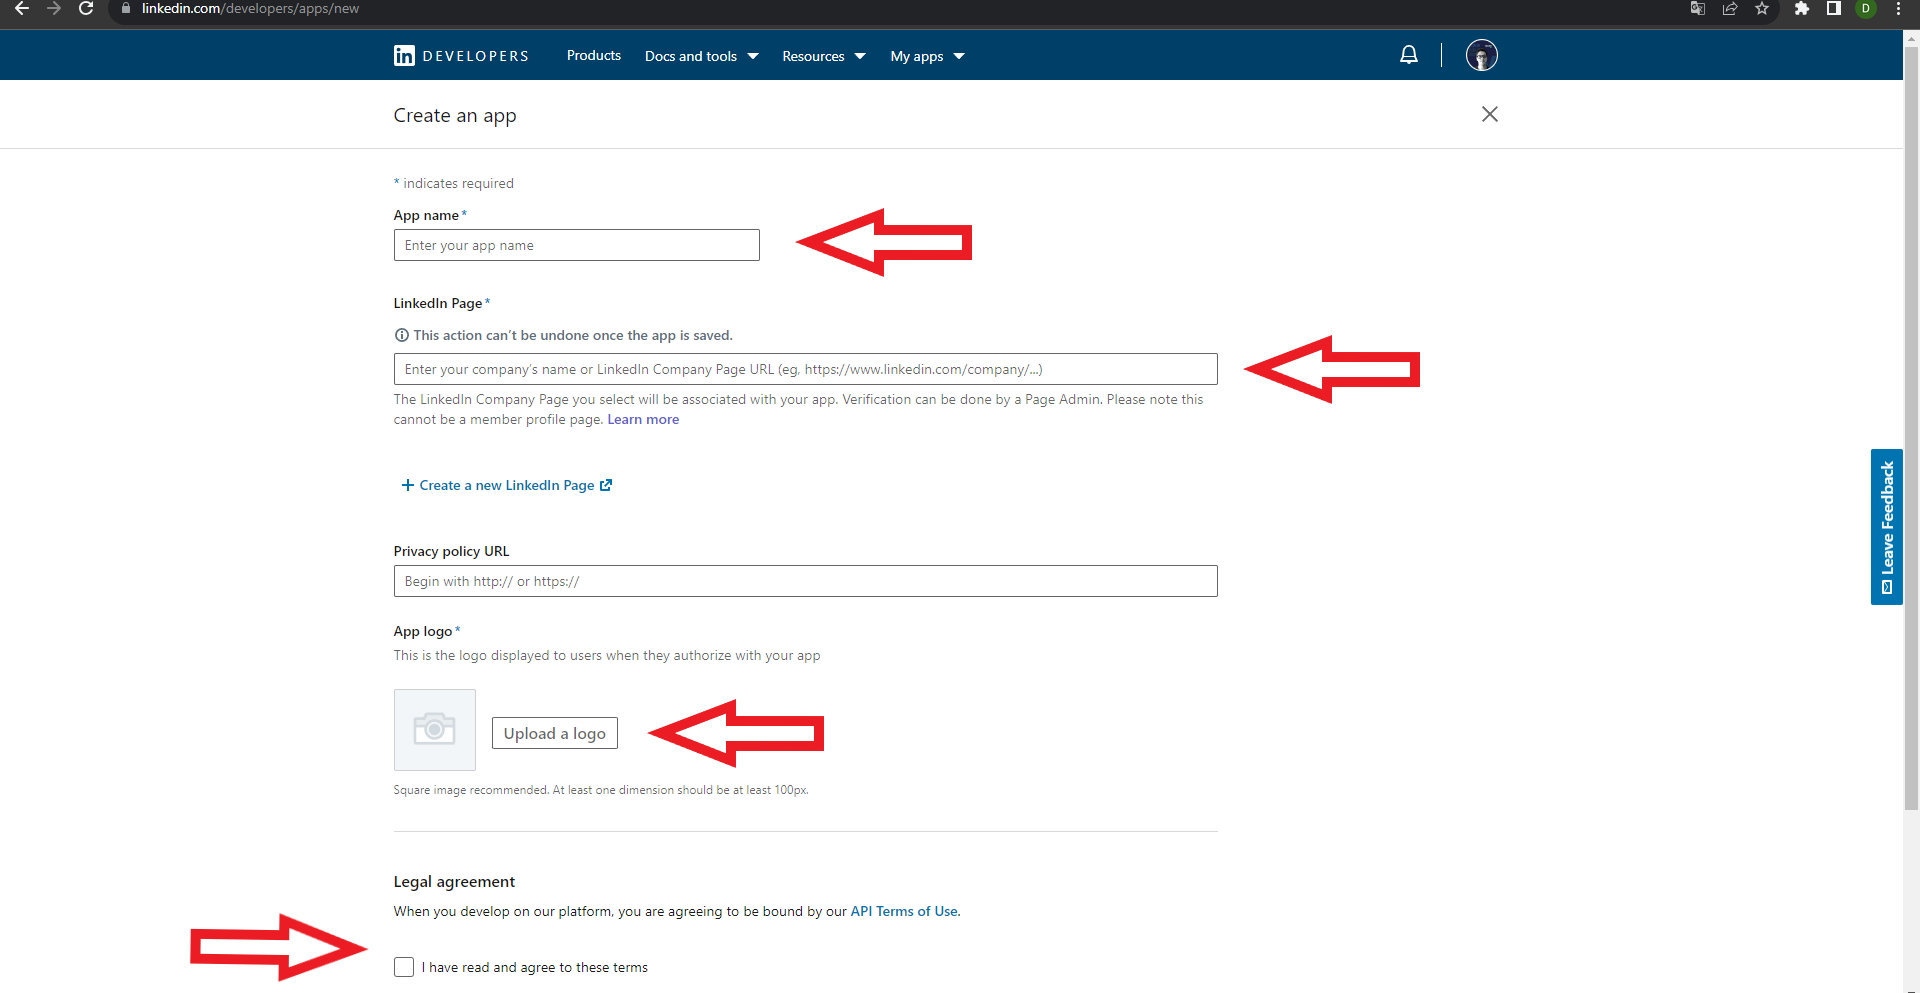 linkedin.com/developers/apps/new
D
in DEVELOPERS Products Docs and tools Resources My apps
Create an app
* indicates required
App name*
Enter your app name
LinkedIn Page*
This action can't be undone once the app is saved.
Enter your company's name or LinkedIn Company Page URL (eg, https://www.linkedin.com/company/...)
The LinkedIn Company Page you select will be associated with your app. Verification can be done by a Page Admin. Please note this
cannot be a member profile page. Learn more
+ Create a new LinkedIn Page
Leave Feedback
Privacy policy URL
Begin with http:// or https://
App logo*
This is the logo displayed to users when they authorize with your app
Upload a logo
Square image recommended. At least one dimension should be at least 100px.
Legal agreement
When you develop on our platform, you are agreeing to be bound by our API Terms of Use.
I have read and agree to these terms